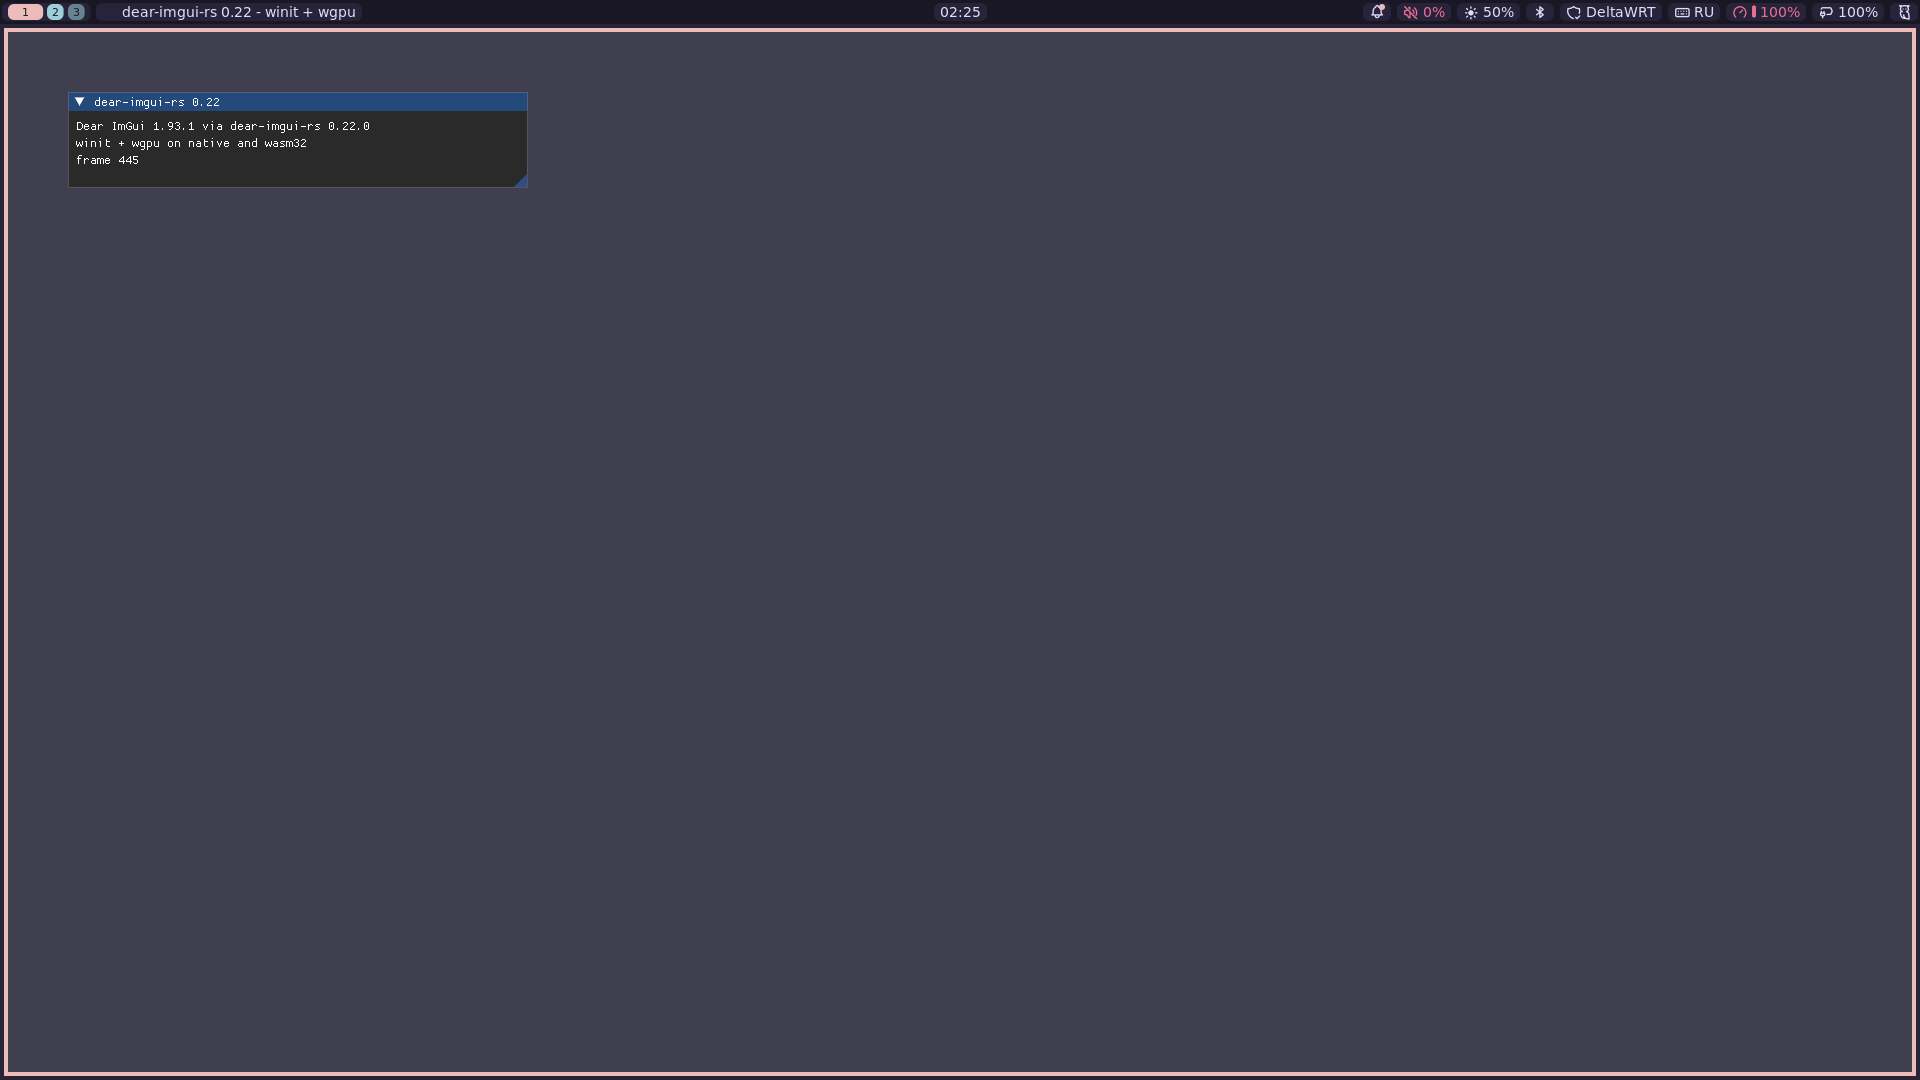 1 2 3 dear-imgui-rs 0.22 - winit + wgpu 02:25 0% 50% DeltaWRT RU 100% 100%
dear-imgui-rs 0.22
Dear ImGui 1.93.1 via dear-imgui-rs 0.22.0
winit + wgpu on native and wasm32
frame 445